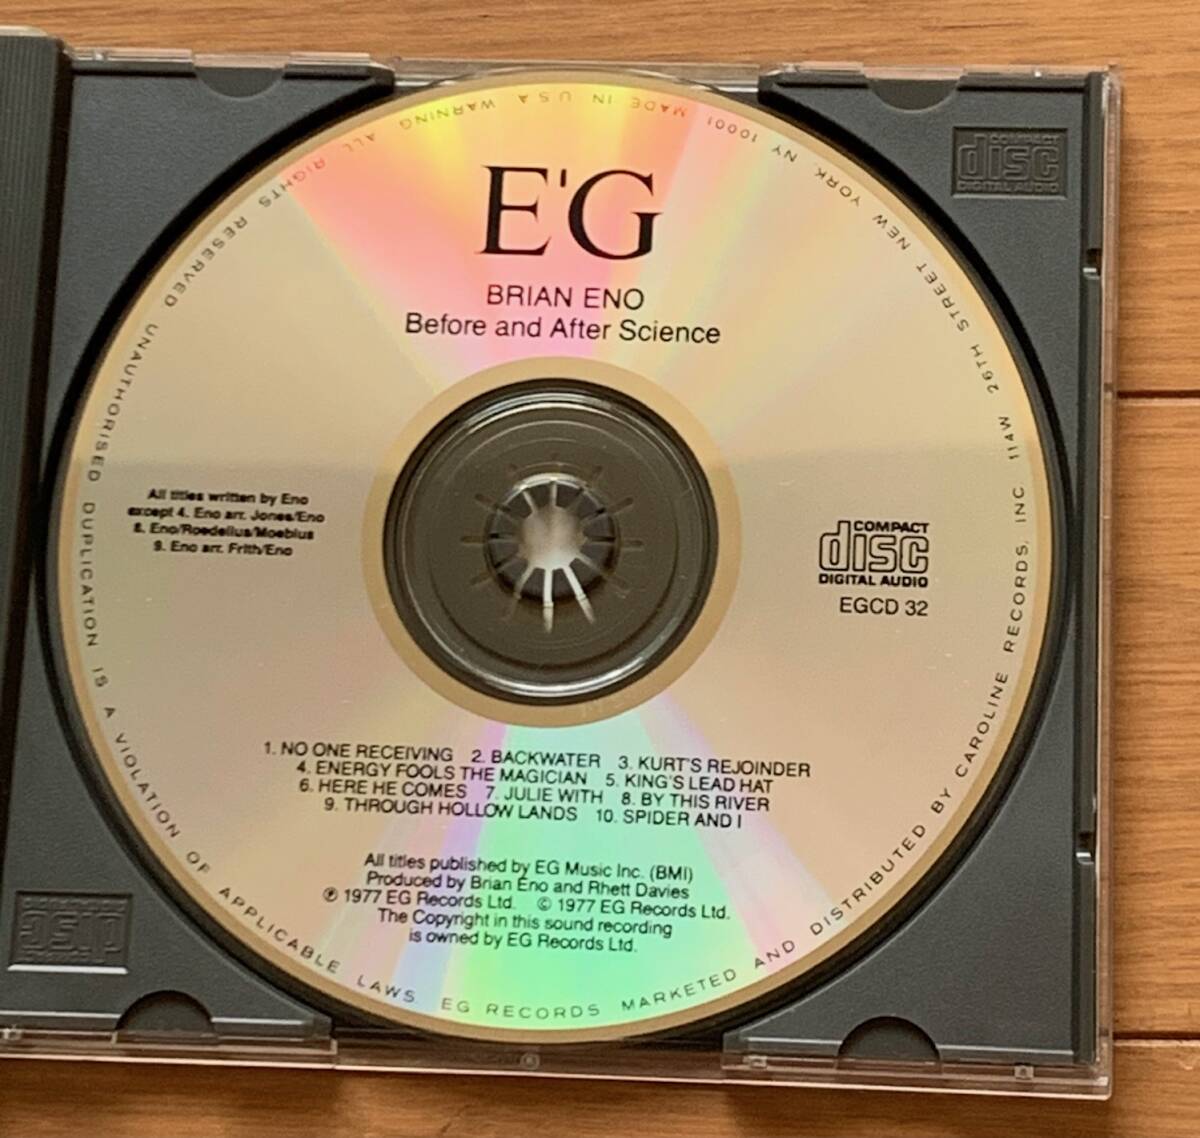 E'G
BRIAN ENO
Before and After Science
All titles written by Eno
except 4. Eno arr. Jones/Eno
8. Eno/Roedelius/Moebius
9. Eno arr. Frith/Eno
COMPACT
disc
DIGITAL AUDIO
EGCD 32
1. NO ONE RECEIVING 2. BACKWATER 3. KURT'S REJOINDER
4. ENERGY FOOLS THE MAGICIAN 5. KING'S LEAD HAT
6. HERE HE COMES 7. JULIE WITH 8. BY THIS RIVER
9. THROUGH HOLLOW LANDS 10. SPIDER AND I
All titles published by EG Music Inc. (BMI)
Produced by Brian Eno and Rhett Davies
℗ 1977 EG Records Ltd. © 1977 EG Records Ltd.
The Copyright in this sound recording
is owned by EG Records Ltd.
WARNING ALL RIGHTS RESERVED UNAUTHORISED DUPLICATION IS A VIOLATION OF APPLICABLE LAWS EG RECORDS MARKETED AND DISTRIBUTED BY CAROLINE RECORDS, INC 114W 26TH STREET NEW YORK, NY 10001 MADE IN U.S.A
COMPACT
disc
DIGITAL AUDIO
disc